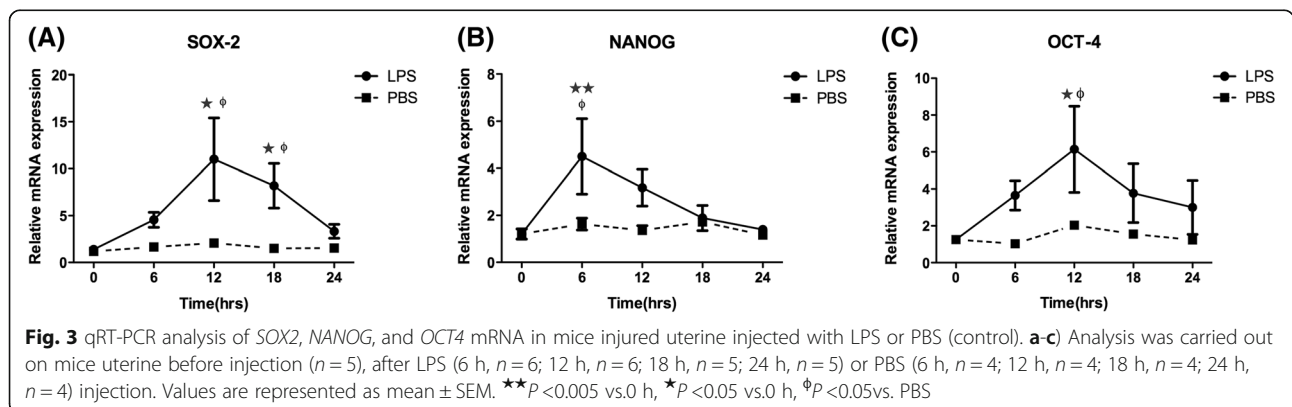 (A)
SOX-2
Relative mRNA expression
20
15
10
5
0
★ ϕ
★ ϕ
LPS
PBS
0 6 12 18 24
Time(hrs)
(B)
NANOG
Relative mRNA expression
8
6
4
2
0
★★
ϕ
LPS
PBS
0 6 12 18 24
Time(hrs)
(C)
OCT-4
Relative mRNA expression
10
8
6
4
2
0
★ϕ
LPS
PBS
0 6 12 18 24
Time(hrs)
Fig. 3 qRT-PCR analysis of SOX2, NANOG, and OCT4 mRNA in mice injured uterine injected with LPS or PBS (control). a-c) Analysis was carried out
on mice uterine before injection (n = 5), after LPS (6 h, n = 6; 12 h, n = 6; 18 h, n = 5; 24 h, n = 5) or PBS (6 h, n = 4; 12 h, n = 4; 18 h, n = 4; 24 h,
n = 4) injection. Values are represented as mean ± SEM. ★★P <0.005 vs.0 h, ★P <0.05 vs.0 h, ϕP <0.05vs. PBS